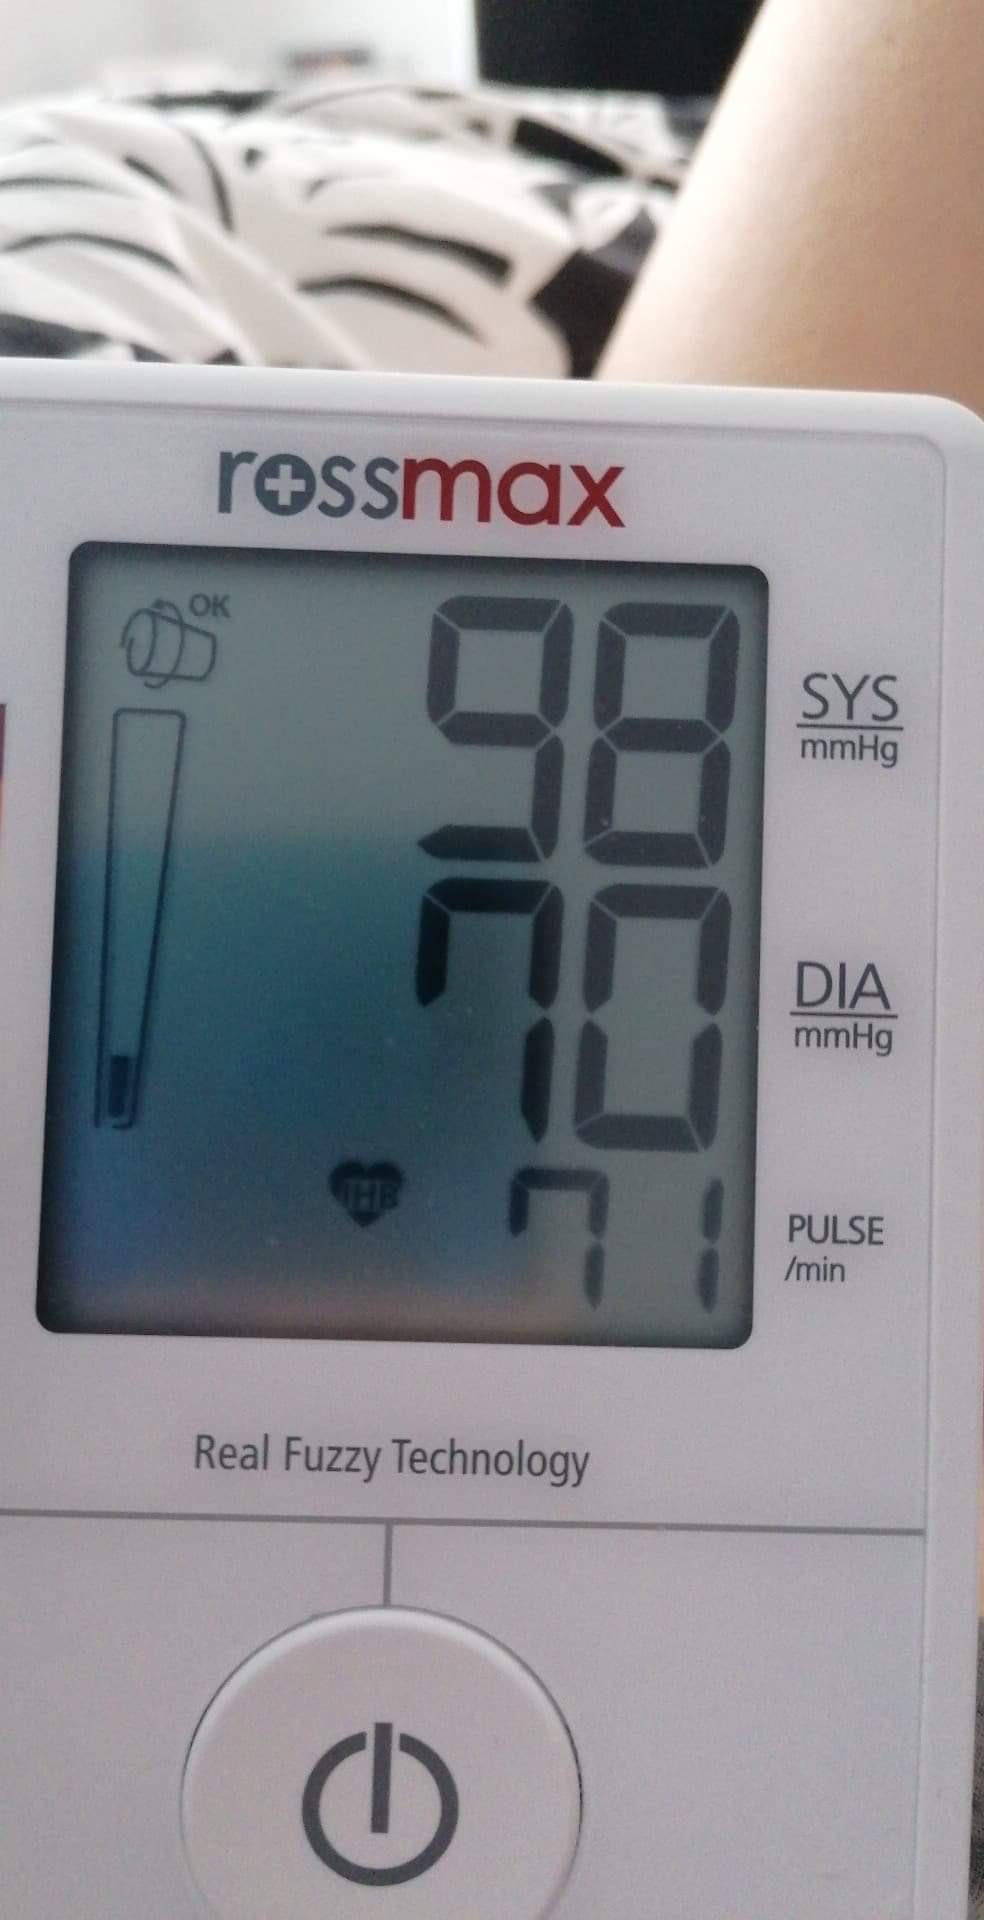 rossmax
OK
98
SYS
mmHg
70
DIA
mmHg
IHB
71
PULSE
/min
Real Fuzzy Technology